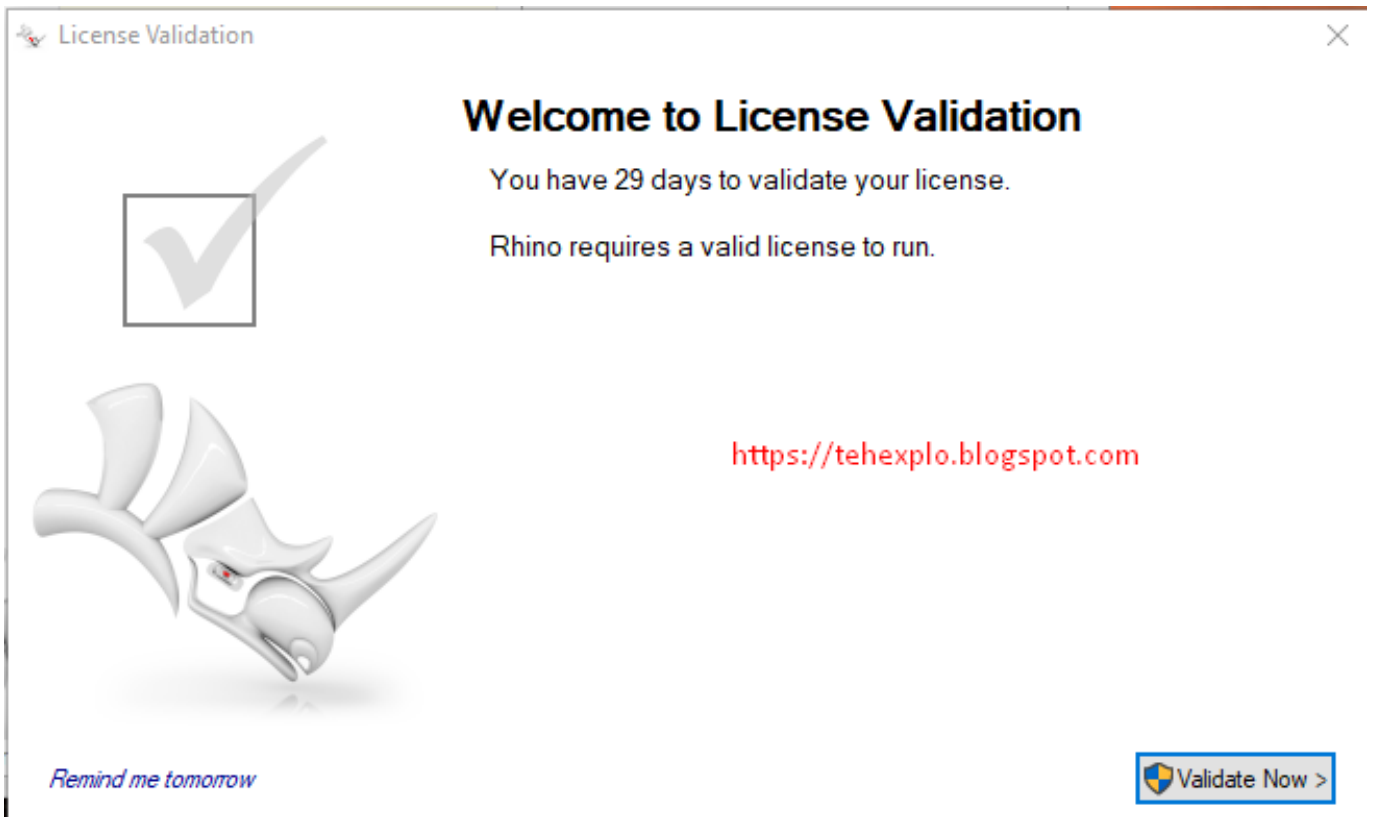 License Validation
Welcome to License Validation
You have 29 days to validate your license.
Rhino requires a valid license to run.
https://tehexplo.blogspot.com
Remind me tomorrow
Validate Now >